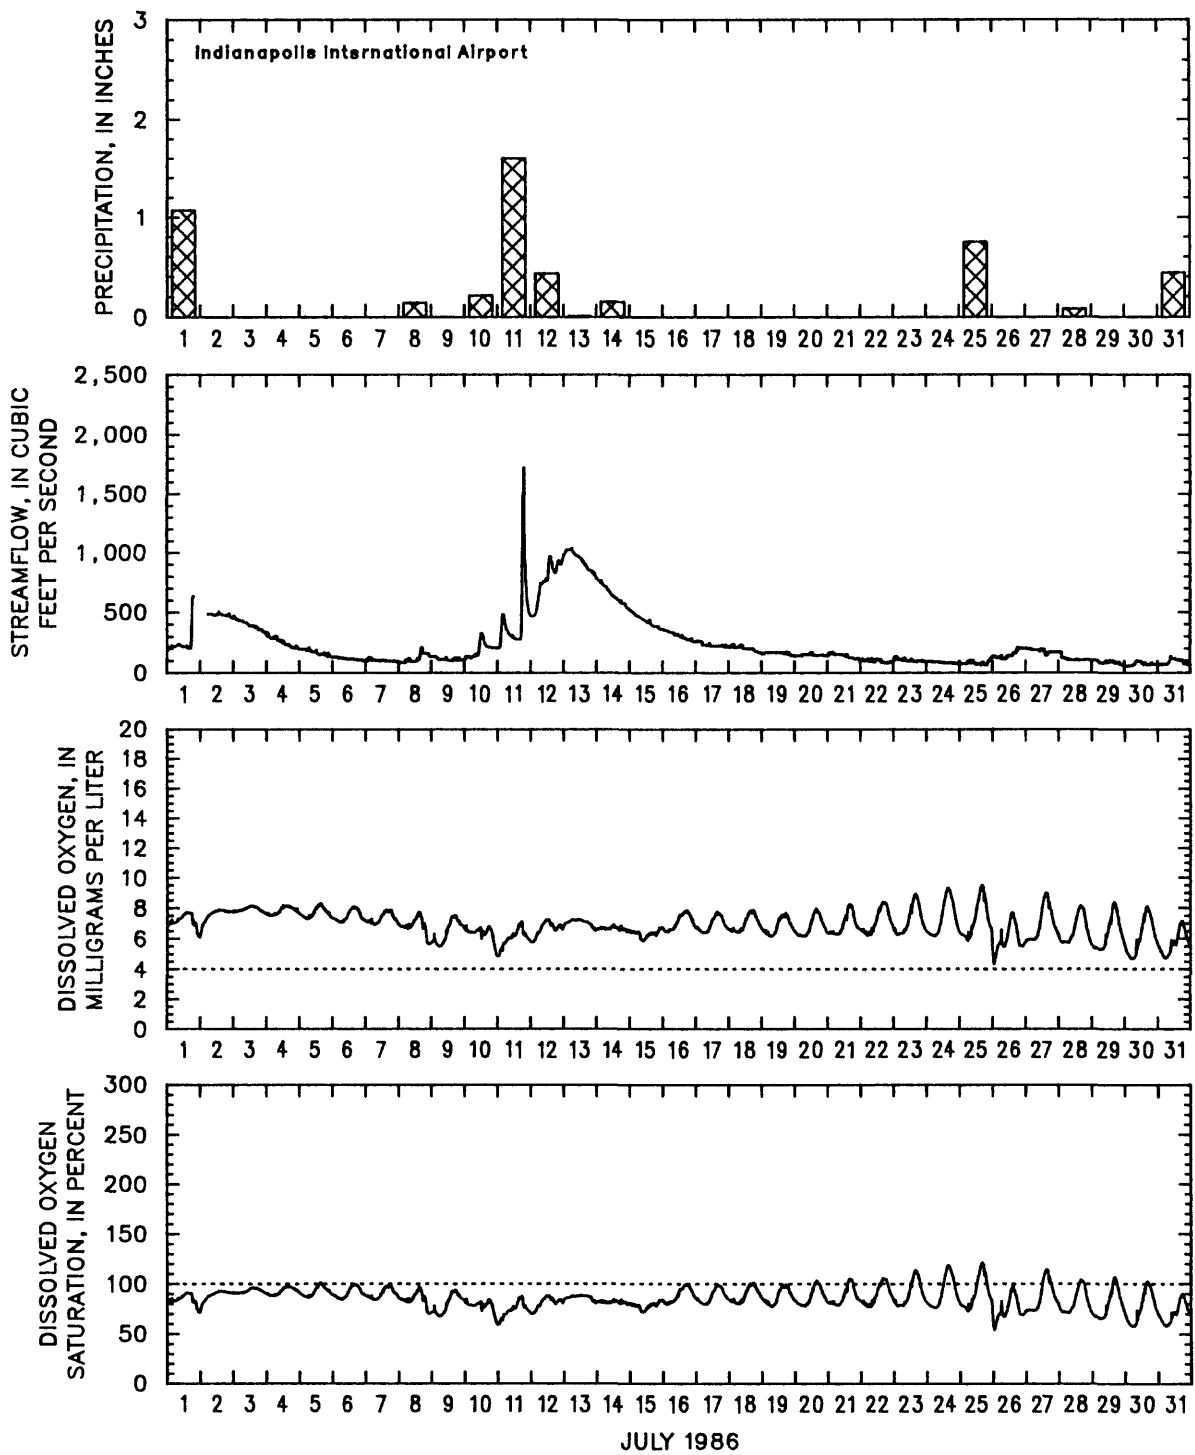 Indianapolis International Airport
PRECIPITATION, IN INCHES
3
2
1
0
1 2 3 4 5 6 7 8 9 10 11 12 13 14 15 16 17 18 19 20 21 22 23 24 25 26 27 28 29 30 31
STREAMFLOW, IN CUBIC
FEET PER SECOND
2,500
2,000
1,500
1,000
500
0
1 2 3 4 5 6 7 8 9 10 11 12 13 14 15 16 17 18 19 20 21 22 23 24 25 26 27 28 29 30 31
DISSOLVED OXYGEN, IN
MILLIGRAMS PER LITER
20
18
16
14
12
10
8
6
4
2
0
1 2 3 4 5 6 7 8 9 10 11 12 13 14 15 16 17 18 19 20 21 22 23 24 25 26 27 28 29 30 31
DISSOLVED OXYGEN
SATURATION, IN PERCENT
300
250
200
150
100
50
0
1 2 3 4 5 6 7 8 9 10 11 12 13 14 15 16 17 18 19 20 21 22 23 24 25 26 27 28 29 30 31
JULY 1986